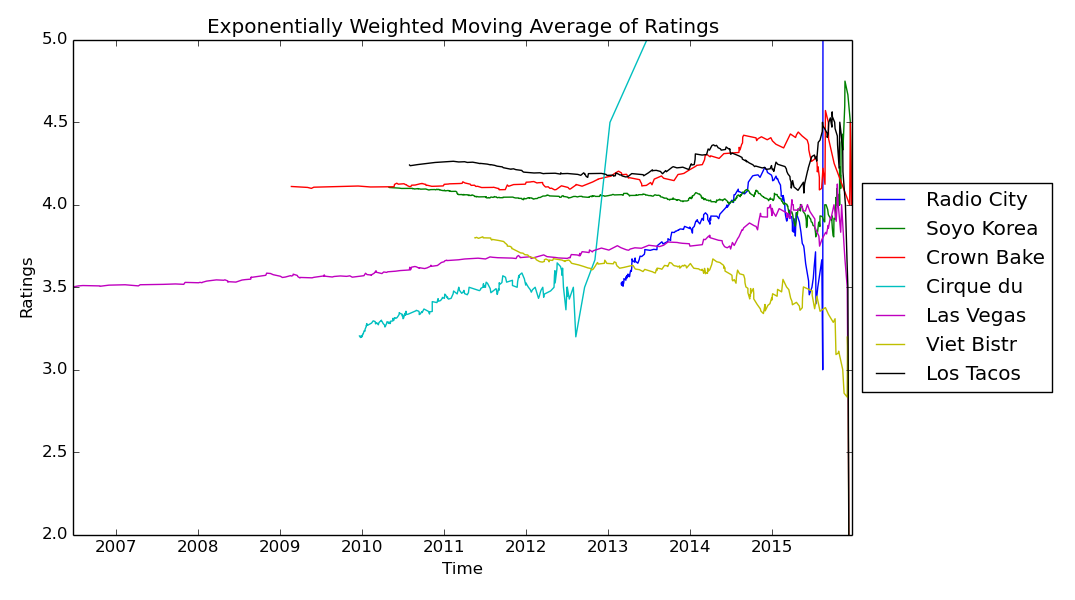 Exponentially Weighted Moving Average of Ratings
5.0
4.5
4.0
3.5
3.0
2.5
2.0
Ratings
2007 2008 2009 2010 2011 2012 2013 2014 2015
Time
Radio City
Soyo Korea
Crown Bake
Cirque du
Las Vegas
Viet Bistr
Los Tacos